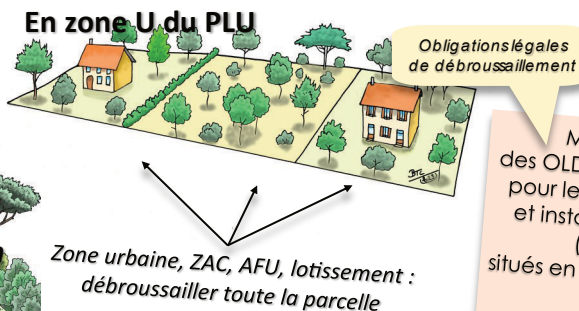 En zone U du PLU
Obligations légales
de débroussaillement
des OLD
pour le
et
situés en
Zone urbaine, ZAC, AFU, lotissement :
débroussailler toute la parcelle